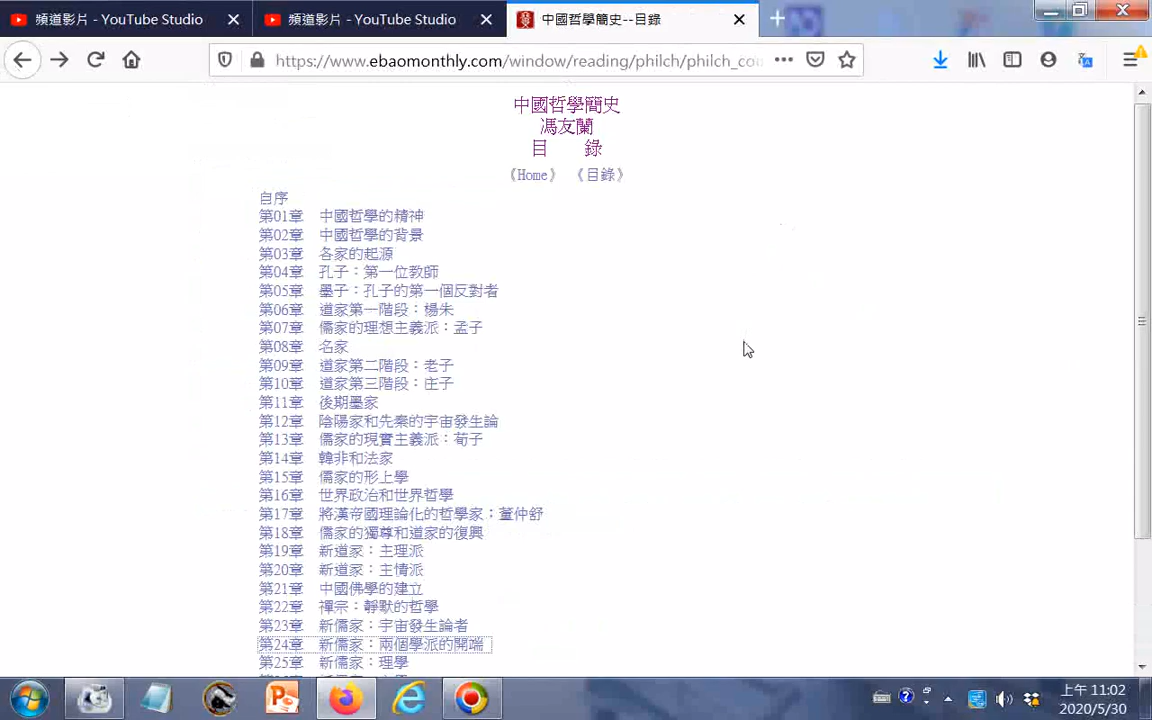 頻道影片 - YouTube Studio
頻道影片 - YouTube Studio
中國哲學簡史--目錄
https://www.ebaomonthly.com/window/reading/philch/philch_co
中國哲學簡史
馮友蘭
目 錄
《Home》 《目錄》
自序
第01章 中國哲學的精神
第02章 中國哲學的背景
第03章 各家的起源
第04章 孔子：第一位教師
第05章 墨子：孔子的第一個反對者
第06章 道家第一階段：楊朱
第07章 儒家的理想主義派：孟子
第08章 名家
第09章 道家第二階段：老子
第10章 道家第三階段：庄子
第11章 後期墨家
第12章 陰陽家和先秦的宇宙發生論
第13章 儒家的現實主義派：荀子
第14章 韓非和法家
第15章 儒家的形上學
第16章 世界政治和世界哲學
第17章 將漢帝國理論化的哲學家：董仲舒
第18章 儒家的獨尊和道家的復興
第19章 新道家：主理派
第20章 新道家：主情派
第21章 中國佛學的建立
第22章 禪宗：靜默的哲學
第23章 新儒家：宇宙發生論者
第24章 新儒家：兩個學派的開端
第25章 新儒家：理學
上午 11:02
2020/5/30